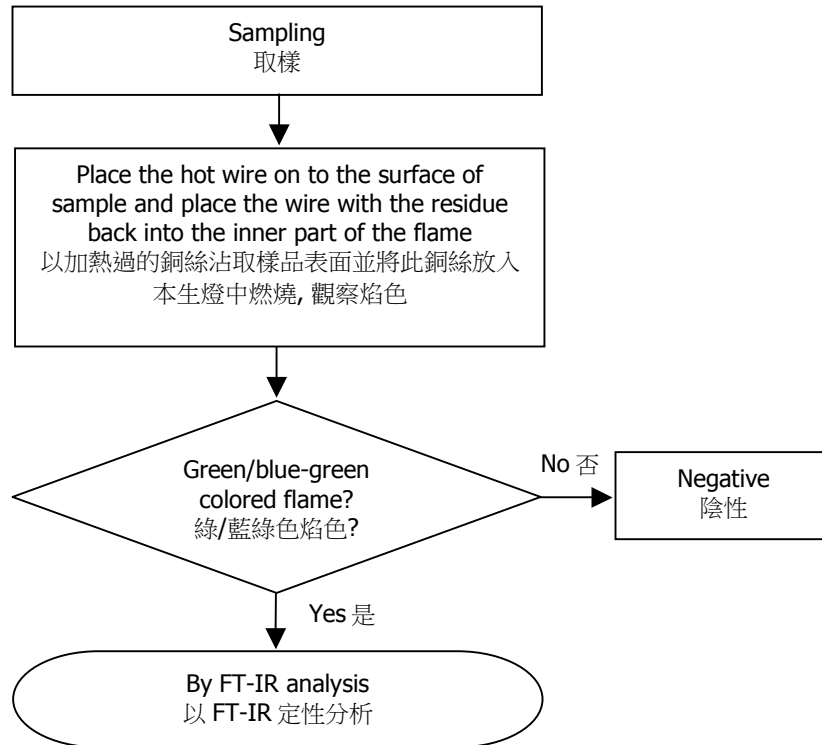 Sampling
取樣
Place the hot wire on to the surface of
sample and place the wire with the residue
back into the inner part of the flame
以加熱過的銅絲沾取樣品表面並將此銅絲放入
本生燈中燃燒, 觀察焰色
Green/blue-green
colored flame?
綠/藍綠色焰色?
No 否
Negative
陰性
Yes 是
By FT-IR analysis
以 FT-IR 定性分析